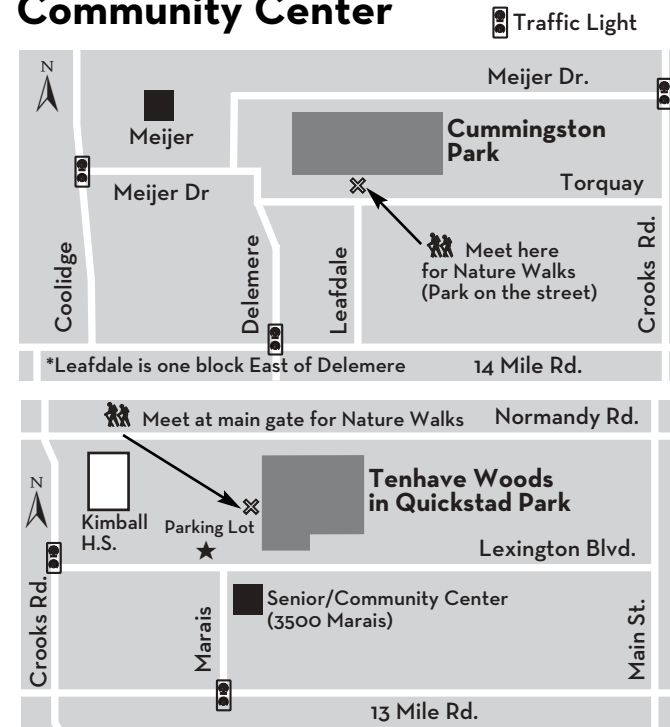 Community Center
Traffic Light
N
Meijer Dr.
Meijer
Cummingston
Park
Meijer Dr
Torquay
Coolidge
Delemere
Leafdale
Meet here
for Nature Walks
(Park on the street)
Crooks Rd.
*Leafdale is one block East of Delemere
14 Mile Rd.
Meet at main gate for Nature Walks
Normandy Rd.
N
Kimball
H.S.
Parking Lot
Tenhave Woods
in Quickstad Park
Lexington Blvd.
Crooks Rd.
Marais
Senior/Community Center
(3500 Marais)
Main St.
13 Mile Rd.